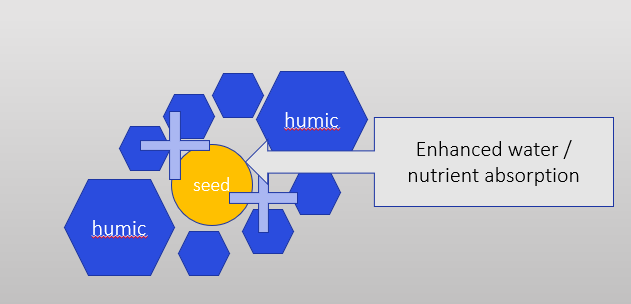 humic
Enhanced water /
nutrient absorption
seed
humic